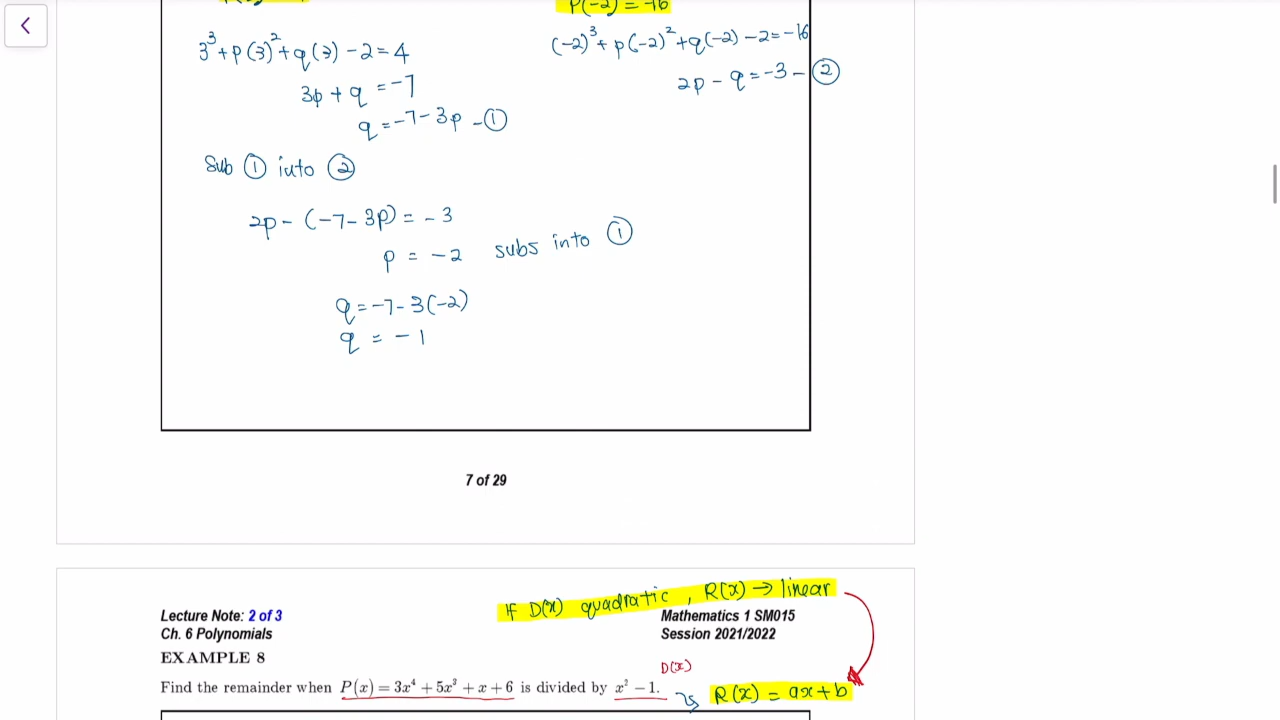 P(-2) = -16
3³ + p(3)² + q(3) - 2 = 4
(-2)³ + p(-2)² + q(-2) - 2 = -16
3p + q = -7
2p - q = -3 - ②
q = -7 - 3p - ①
Sub ① into ②
2p - (-7 - 3p) = -3
p = -2 subs into ①
q = -7 - 3(-2)
q = -1
7 of 29
If D(x) quadratic, R(x) → linear
Lecture Note: 2 of 3
Mathematics 1 SM015
Ch. 6 Polynomials
Session 2021/2022
EXAMPLE 8
D(x)
Find the remainder when P(x) = 3x⁴ + 5x³ + x + 6 is divided by x² - 1.
R(x) = ax + b